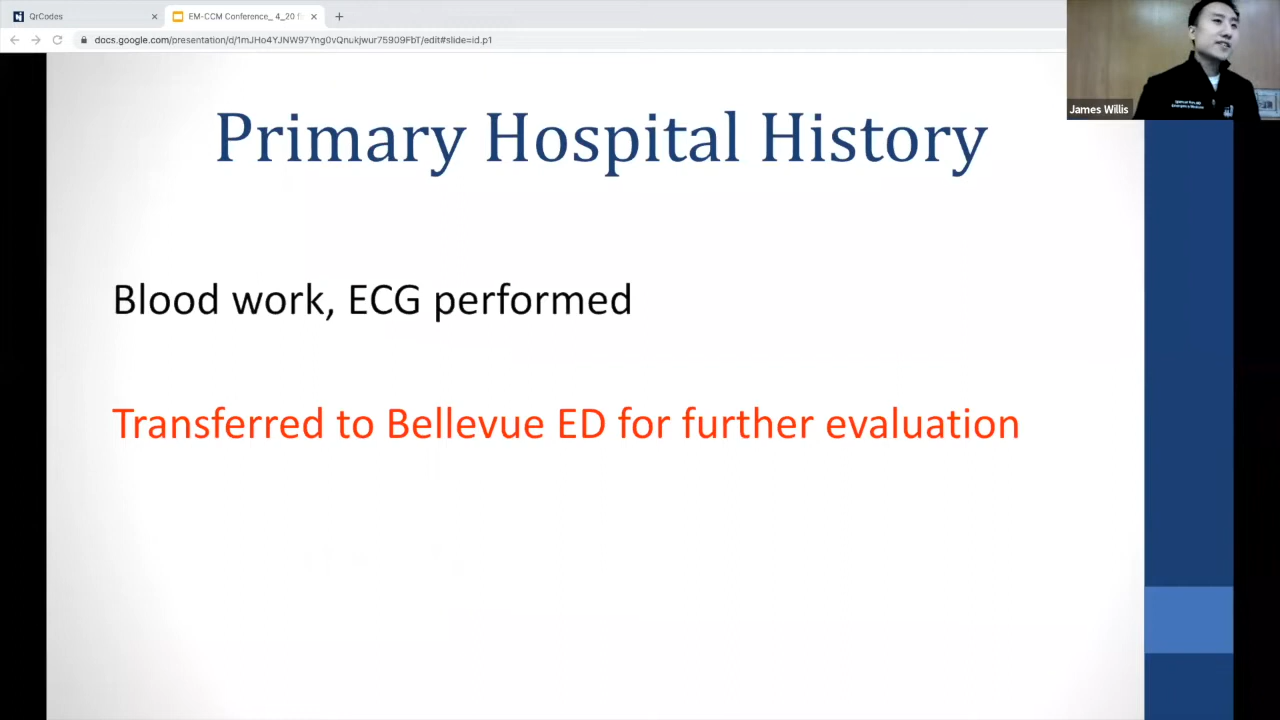 QrCodes
EM-CCM Conference_ 4_20 f
docs.google.com/presentation/d/1mJHo4YJNW97Yng0vQnukjwur75909FbT/edit#slide=id.p1
James Willis
Primary Hospital History
Blood work, ECG performed
Transferred to Bellevue ED for further evaluation